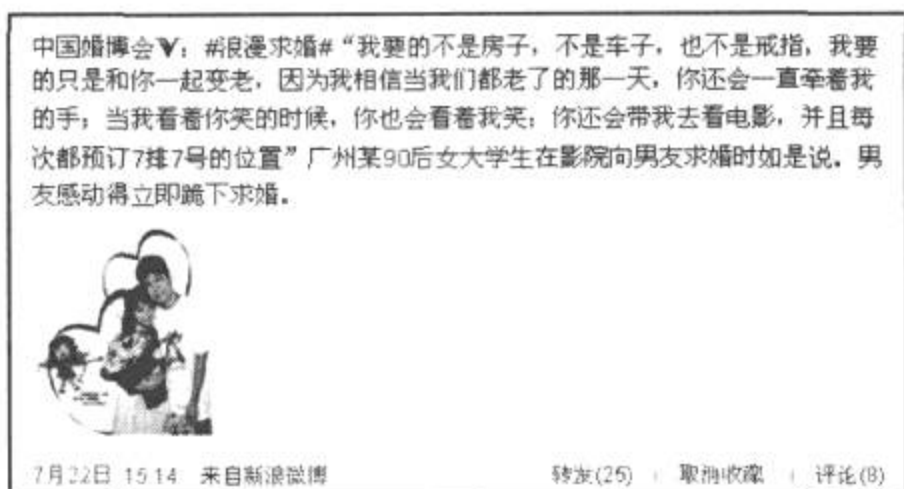 中国婚博会V：#浪漫求婚#“我要的不是房子，不是车子，也不是戒指，我要
的只是和你一起变老，因为我相信当我们都老了的那一天，你还会一直牵着我
的手；当我看着你笑的时候，你也会看着我笑；你还会带我去看电影，并且每
次都预订7排7号的位置”广州某90后女大学生在影院向男友求婚时如是说。男
友感动得立即跪下求婚。
7月22日 15:14 来自新浪微博 转发(25) | 取消收藏 | 评论(8)